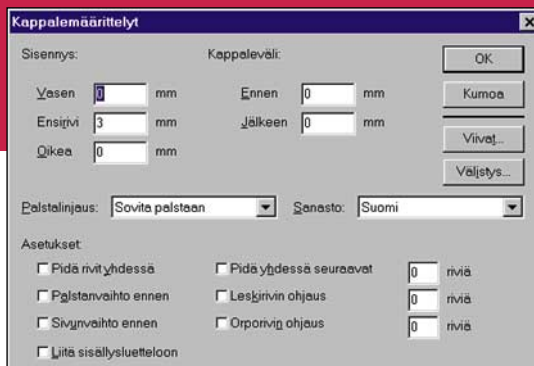 Kappalemäärittelyt
Sisennys: Kappaleväli: OK
Vasen 0 mm Ennen 0 mm Kumoa
Ensirivi 3 mm Jälkeen 0 mm
Oikea 0 mm Viivat...
Väljstys...
Palstalinjaus: Sovita palstaan Sanasto: Suomi
Asetukset:
Pidä rivit yhdessä Pidä yhdessä seuraavat 0 riviä
Palstanvaihto ennen Leskirivin ohjaus 0 riviä
Sivunvaihto ennen Orporivin ohjaus 0 riviä
Liitä sisällysluetteloon